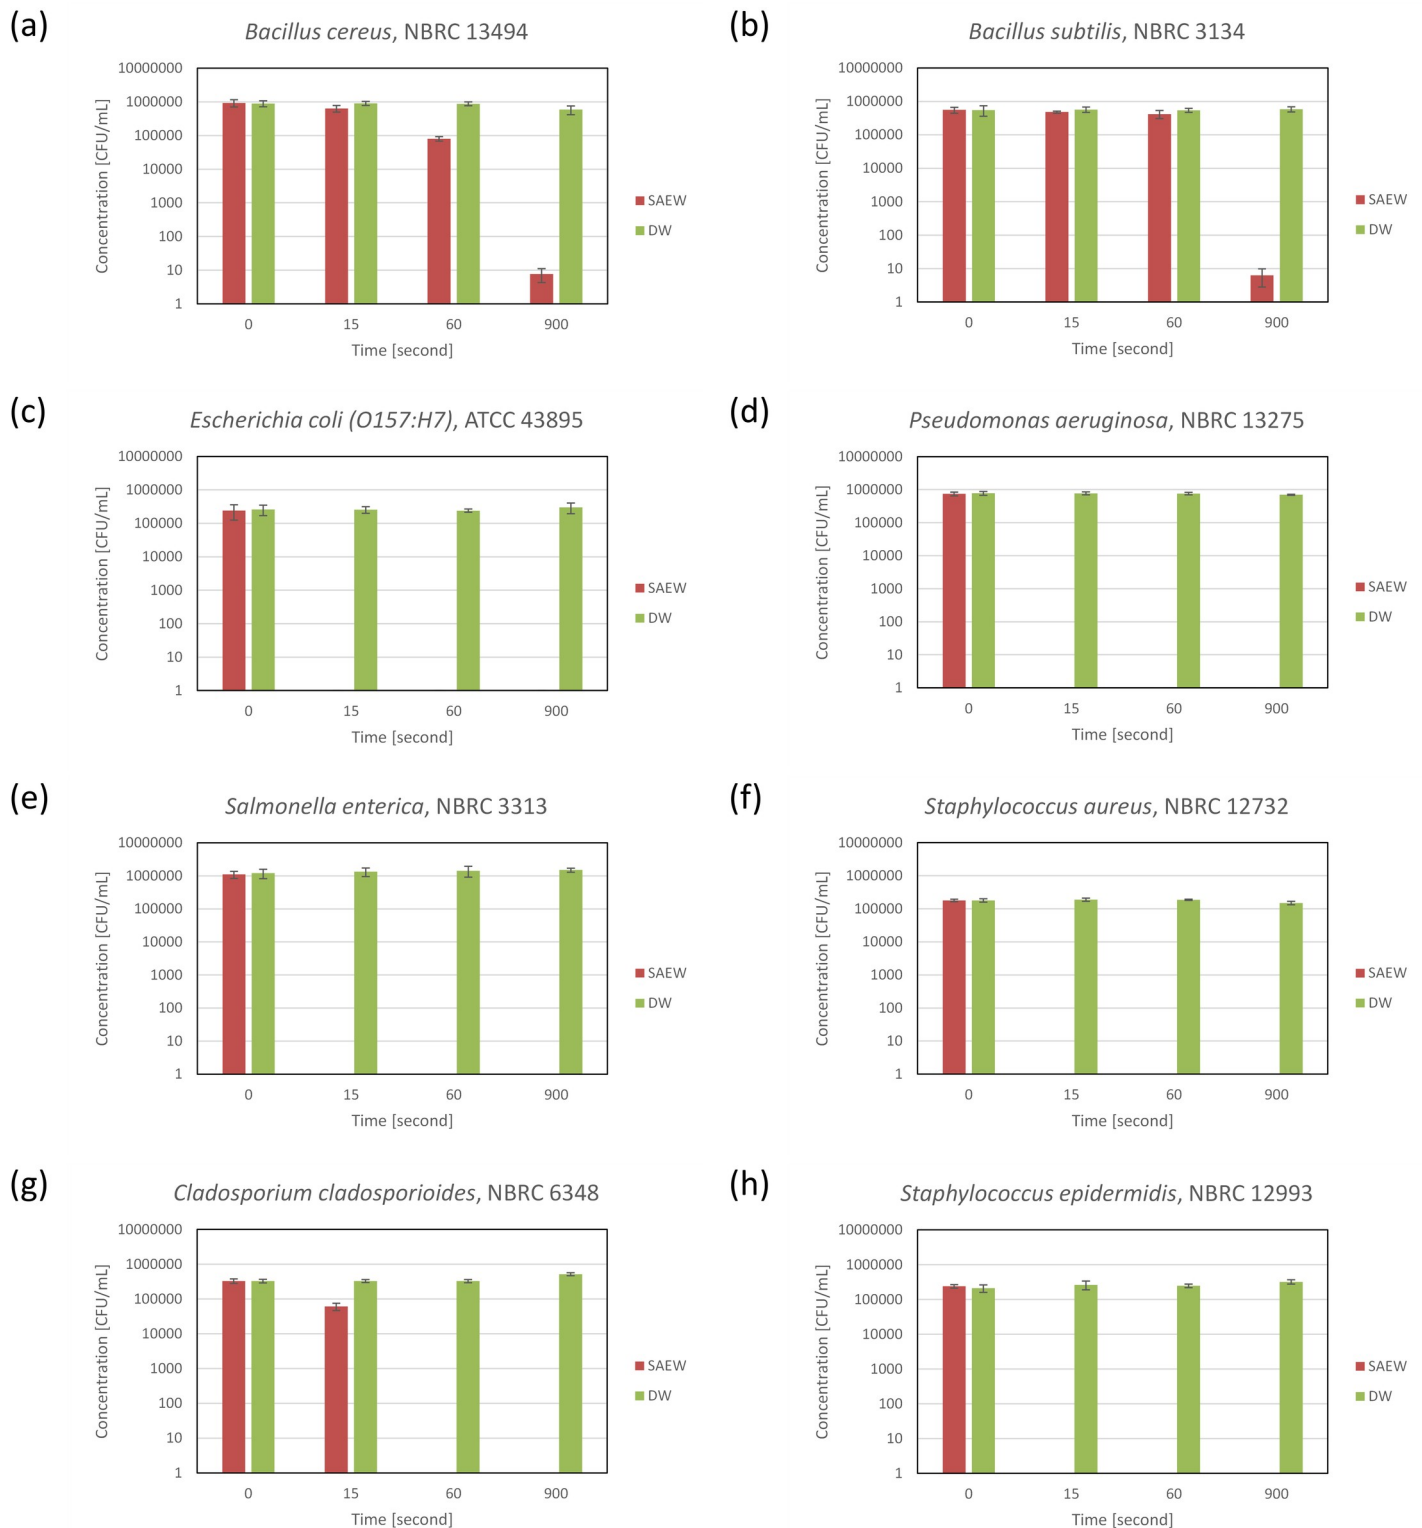 (a)
Bacillus cereus, NBRC 13494
10000000
1000000
100000
10000
1000
100
10
1
Concentration [CFU/mL]
0 15 60 900
Time [second]
SAEW
DW
(b)
Bacillus subtilis, NBRC 3134
10000000
1000000
100000
10000
1000
100
10
1
Concentration [CFU/mL]
0 15 60 900
Time [second]
SAEW
DW
(c)
Escherichia coli (O157:H7), ATCC 43895
10000000
1000000
100000
10000
1000
100
10
1
Concentration [CFU/mL]
0 15 60 900
Time [second]
SAEW
DW
(d)
Pseudomonas aeruginosa, NBRC 13275
10000000
1000000
100000
10000
1000
100
10
1
Concentration [CFU/mL]
0 15 60 900
Time [second]
SAEW
DW
(e)
Salmonella enterica, NBRC 3313
10000000
1000000
100000
10000
1000
100
10
1
Concentration [CFU/mL]
0 15 60 900
Time [second]
SAEW
DW
(f)
Staphylococcus aureus, NBRC 12732
10000000
1000000
100000
10000
1000
100
10
1
Concentration [CFU/mL]
0 15 60 900
Time [second]
SAEW
DW
(g)
Cladosporium cladosporioides, NBRC 6348
10000000
1000000
100000
10000
1000
100
10
1
Concentration [CFU/mL]
0 15 60 900
Time [second]
SAEW
DW
(h)
Staphylococcus epidermidis, NBRC 12993
10000000
1000000
100000
10000
1000
100
10
1
Concentration [CFU/mL]
0 15 60 900
Time [second]
SAEW
DW